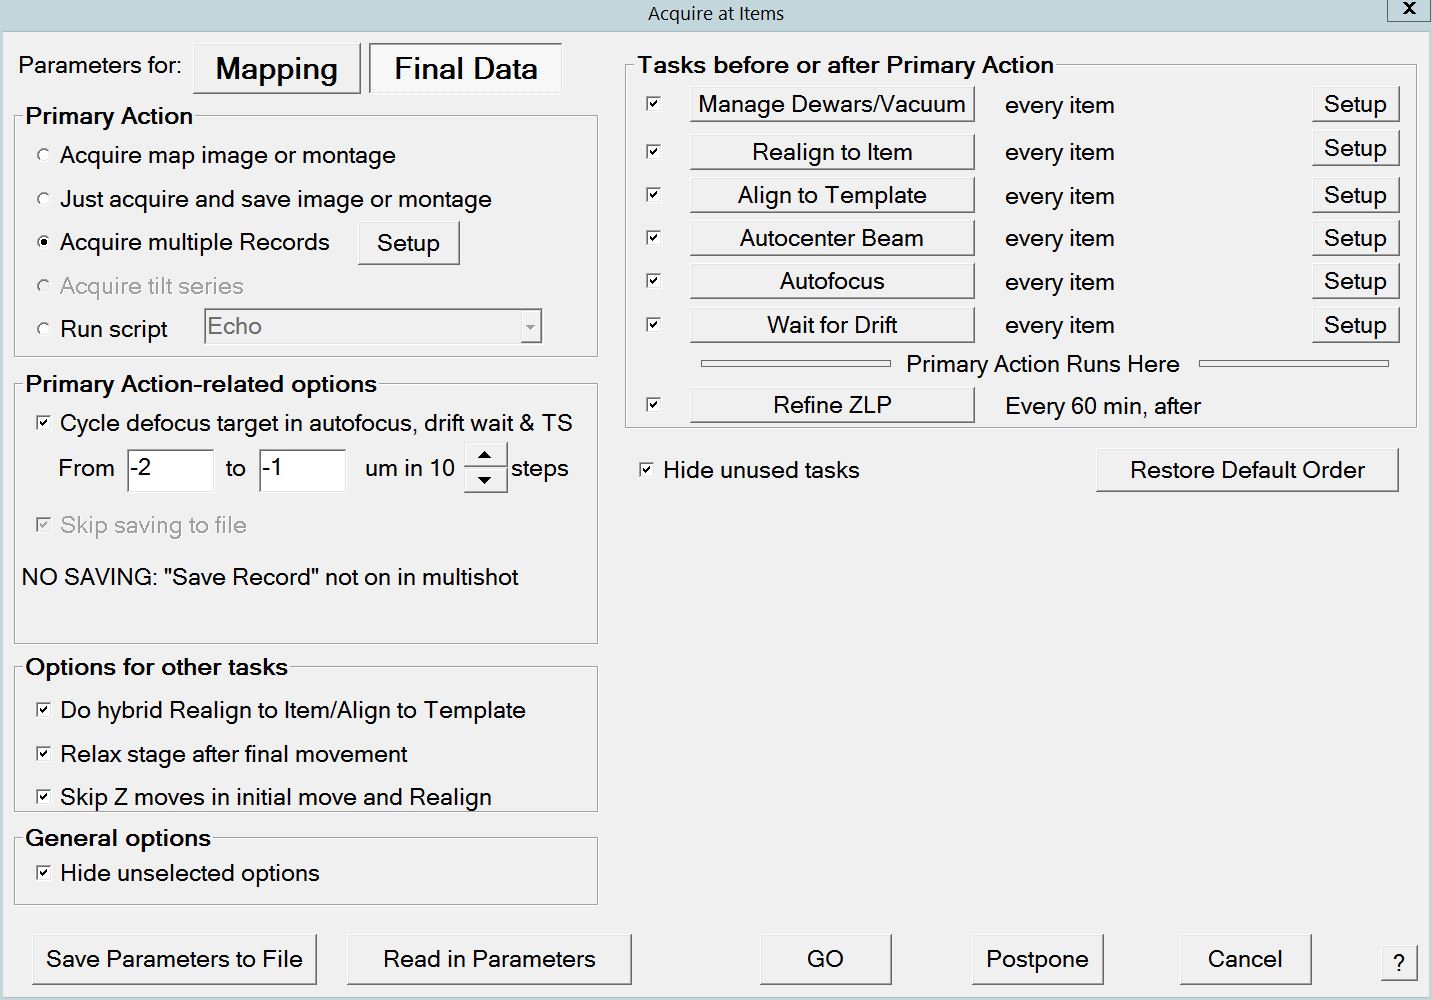 Acquire at Items
X
Parameters for: Mapping Final Data
Primary Action
Acquire map image or montage
Just acquire and save image or montage
Acquire multiple Records Setup
Acquire tilt series
Run script Echo
Primary Action-related options
Cycle defocus target in autofocus, drift wait & TS
From -2 to -1 um in 10 steps
Skip saving to file
NO SAVING: "Save Record" not on in multishot
Options for other tasks
Do hybrid Realign to Item/Align to Template
Relax stage after final movement
Skip Z moves in initial move and Realign
General options
Hide unselected options
Tasks before or after Primary Action
Manage Dewars/Vacuum every item Setup
Realign to Item every item Setup
Align to Template every item Setup
Autocenter Beam every item Setup
Autofocus every item Setup
Wait for Drift every item Setup
Primary Action Runs Here
Refine ZLP Every 60 min, after
Hide unused tasks Restore Default Order
Save Parameters to File Read in Parameters GO Postpone Cancel ?